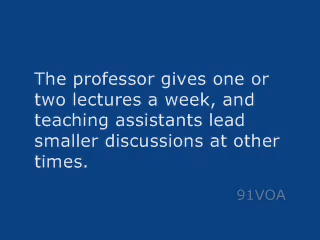 The professor gives one or
two lectures a week, and
teaching assistants lead
smaller discussions at other
times.
91VOA